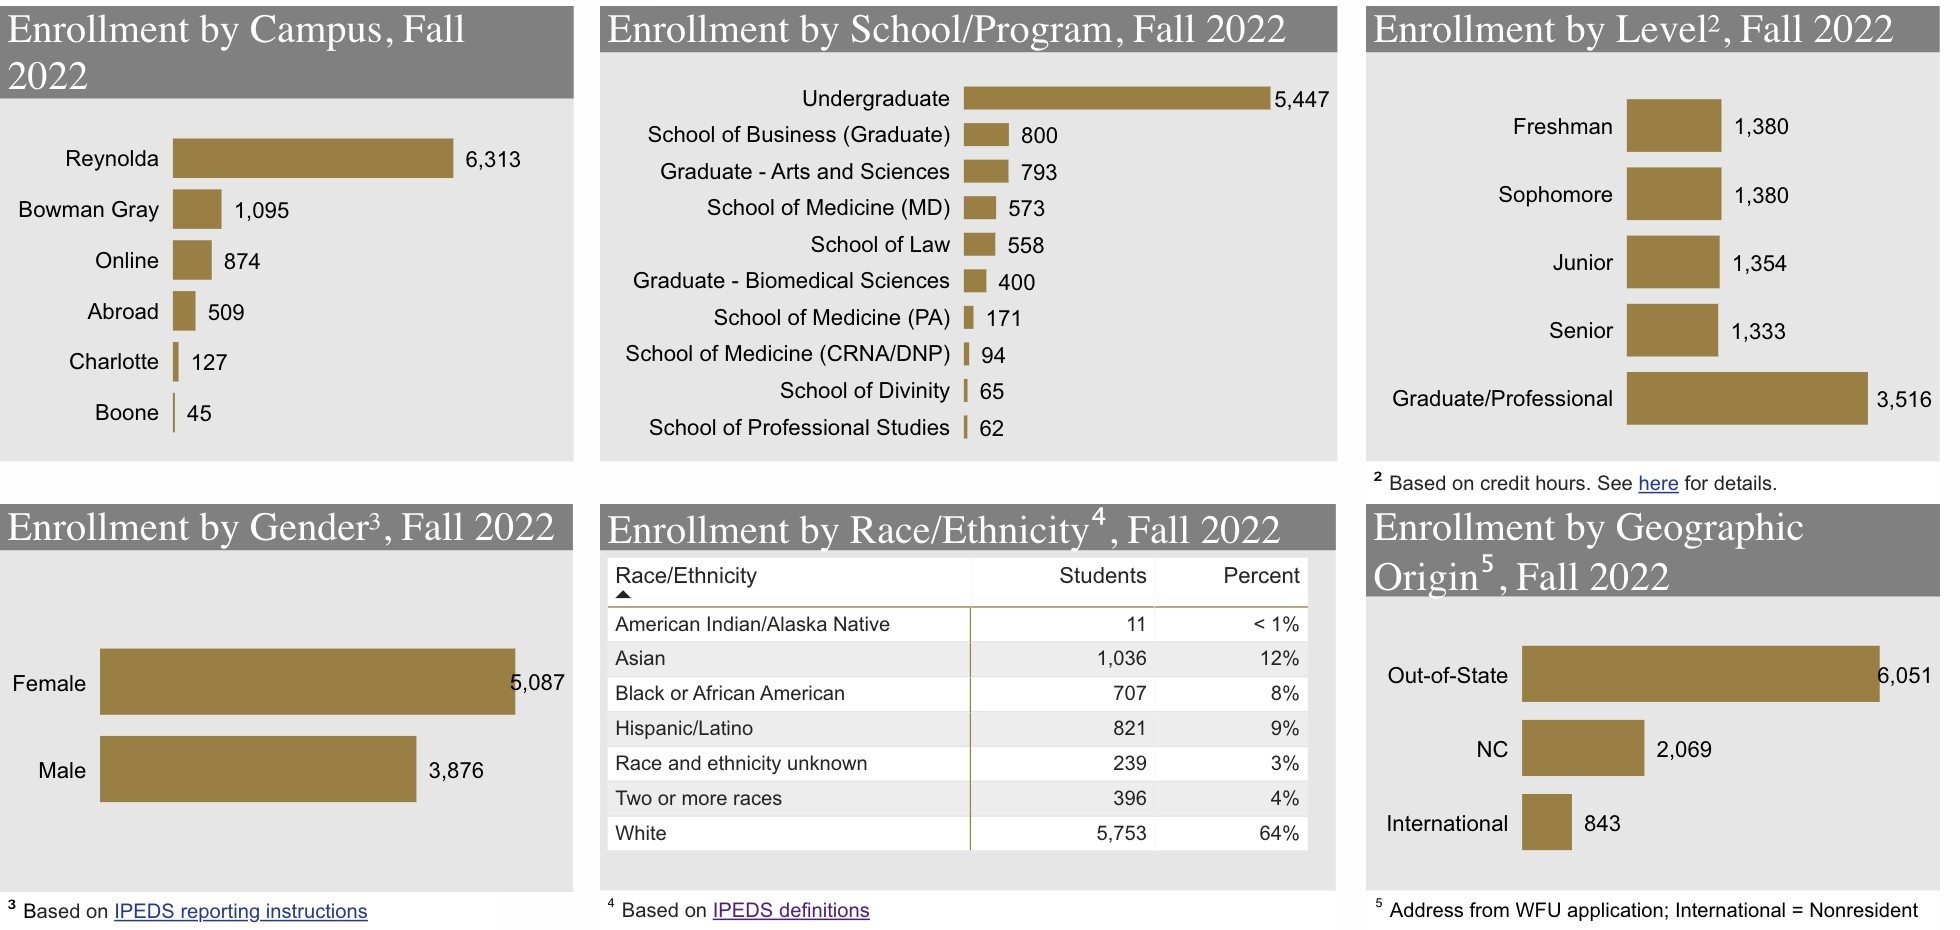 Enrollment by Campus, Fall
2022
Reynolda 6,313
Bowman Gray 1,095
Online 874
Abroad 509
Charlotte 127
Boone 45
Enrollment by School/Program, Fall 2022
Undergraduate 5,447
School of Business (Graduate) 800
Graduate - Arts and Sciences 793
School of Medicine (MD) 573
School of Law 558
Graduate - Biomedical Sciences 400
School of Medicine (PA) 171
School of Medicine (CRNA/DNP) 94
School of Divinity 65
School of Professional Studies 62
Enrollment by Level², Fall 2022
Freshman 1,380
Sophomore 1,380
Junior 1,354
Senior 1,333
Graduate/Professional 3,516
² Based on credit hours. See here for details.
Enrollment by Gender³, Fall 2022
Female 5,087
Male 3,876
³ Based on IPEDS reporting instructions
Enrollment by Race/Ethnicity⁴, Fall 2022
Race/Ethnicity Students Percent
American Indian/Alaska Native 11 < 1%
Asian 1,036 12%
Black or African American 707 8%
Hispanic/Latino 821 9%
Race and ethnicity unknown 239 3%
Two or more races 396 4%
White 5,753 64%
⁴ Based on IPEDS definitions
Enrollment by Geographic
Origin⁵, Fall 2022
Out-of-State 6,051
NC 2,069
International 843
⁵ Address from WFU application; International = Nonresident